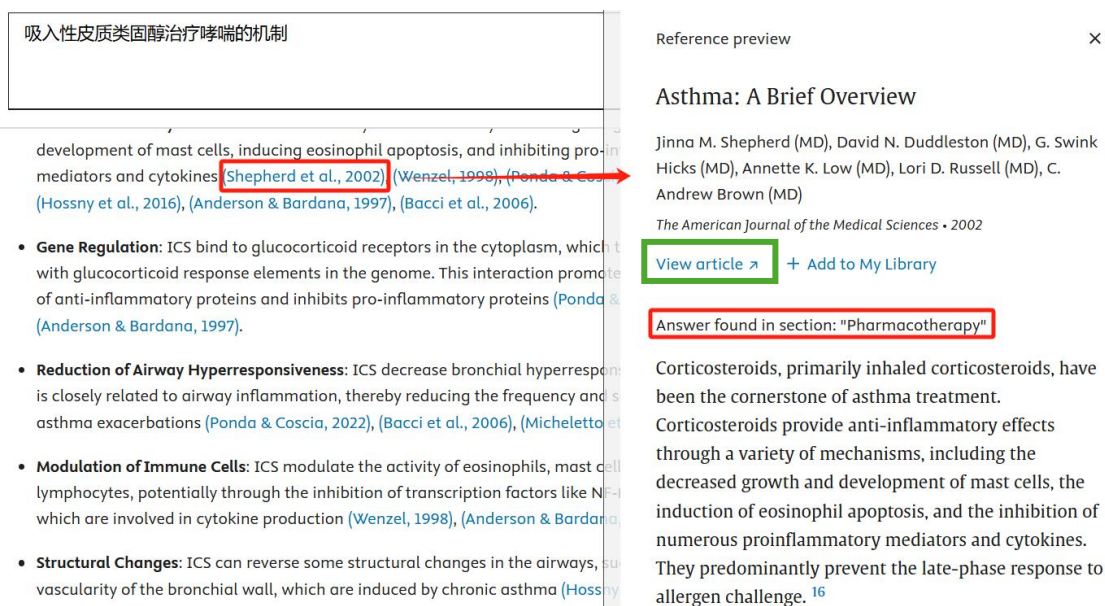 吸入性皮质类固醇治疗哮喘的机制
development of mast cells, inducing eosinophil apoptosis, and inhibiting pro-in
mediators and cytokines (Shepherd et al., 2002), (Wenzel, 1998), (Ponda & Cos
(Hossny et al., 2016), (Anderson & Bardana, 1997), (Bacci et al., 2006).
• Gene Regulation: ICS bind to glucocorticoid receptors in the cytoplasm, which t
with glucocorticoid response elements in the genome. This interaction promote
of anti-inflammatory proteins and inhibits pro-inflammatory proteins (Ponda &
(Anderson & Bardana, 1997).
• Reduction of Airway Hyperresponsiveness: ICS decrease bronchial hyperrespon
is closely related to airway inflammation, thereby reducing the frequency and s
asthma exacerbations (Ponda & Coscia, 2022), (Bacci et al., 2006), (Micheletto et
• Modulation of Immune Cells: ICS modulate the activity of eosinophils, mast cell
lymphocytes, potentially through the inhibition of transcription factors like NF-
which are involved in cytokine production (Wenzel, 1998), (Anderson & Bardana,
• Structural Changes: ICS can reverse some structural changes in the airways, su
vascularity of the bronchial wall, which are induced by chronic asthma (Hossny
Reference preview ×
Asthma: A Brief Overview
Jinna M. Shepherd (MD), David N. Duddleston (MD), G. Swink
Hicks (MD), Annette K. Low (MD), Lori D. Russell (MD), C.
Andrew Brown (MD)
The American Journal of the Medical Sciences • 2002
View article ↗ + Add to My Library
Answer found in section: "Pharmacotherapy"
Corticosteroids, primarily inhaled corticosteroids, have
been the cornerstone of asthma treatment.
Corticosteroids provide anti-inflammatory effects
through a variety of mechanisms, including the
decreased growth and development of mast cells, the
induction of eosinophil apoptosis, and the inhibition of
numerous proinflammatory mediators and cytokines.
They predominantly prevent the late-phase response to
allergen challenge. 16